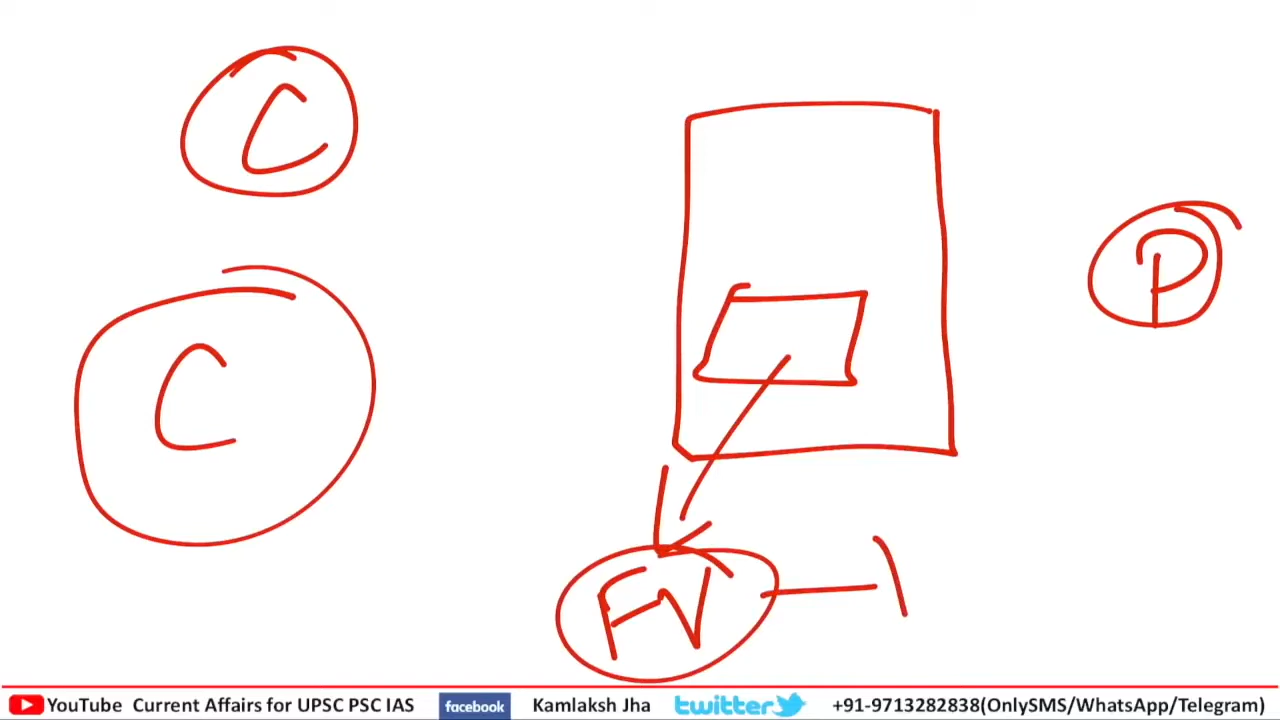 C
P
C
FV
YouTube Current Affairs for UPSC PSC IAS facebook Kamlaksh Jha twitter +91-9713282838(OnlySMS/WhatsApp/Telegram)